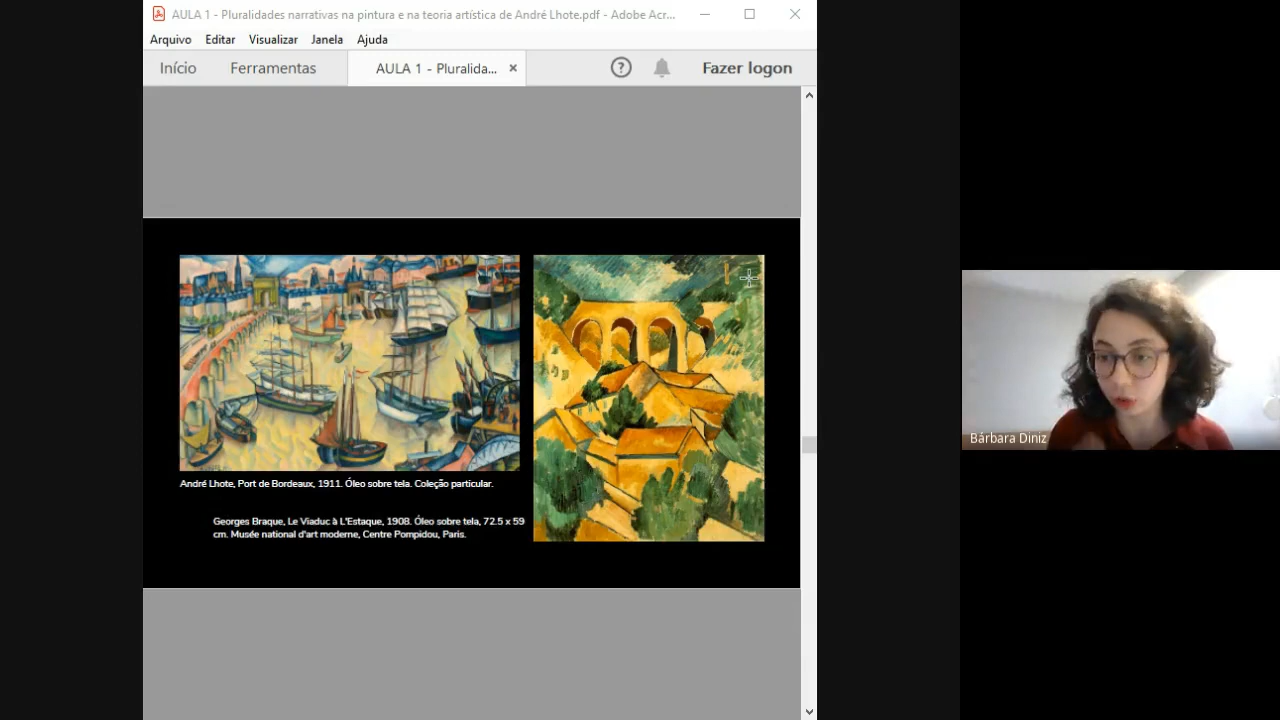 AULA 1 - Pluralidades narrativas na pintura e na teoria artística de André Lhote.pdf - Adobe Acr...
Arquivo Editar Visualizar Janela Ajuda
Início Ferramentas AULA 1 - Pluralida... × ? Fazer logon
André Lhote, Port de Bordeaux, 1911. Óleo sobre tela. Coleção particular.
Georges Braque, Le Viaduc à L'Estaque, 1908. Óleo sobre tela, 72.5 x 59
cm. Musée national d'art moderne, Centre Pompidou, Paris.
Bárbara Diniz